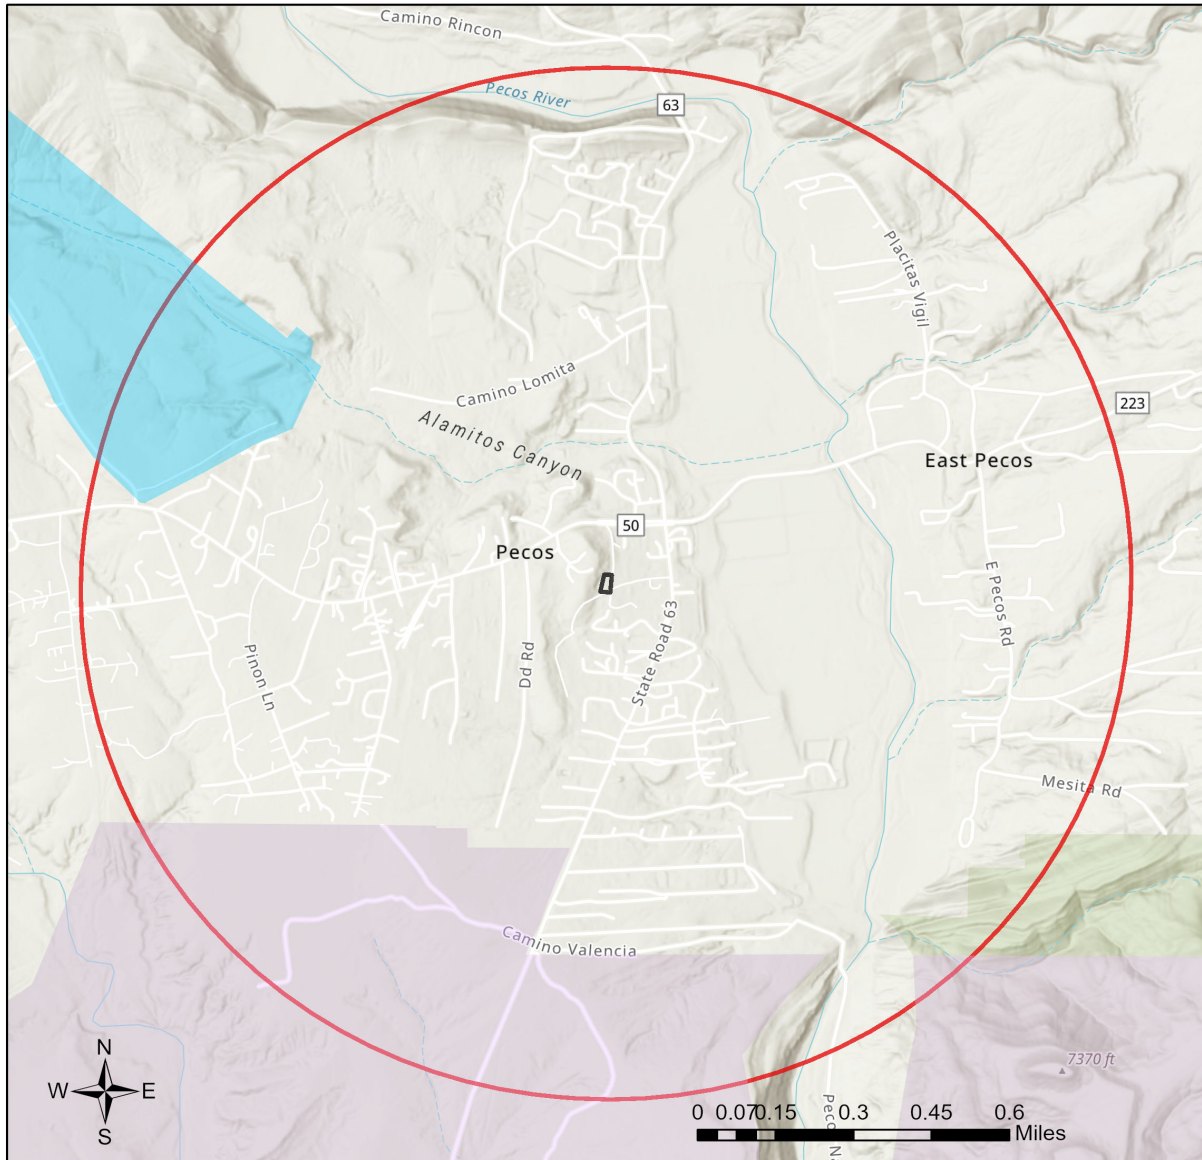 Camino Rincon
Pecos River
63
Placitas Vigil
Camino Lomita
223
Alamitos Canyon
East Pecos
50
Pecos
E Pecos Rd
State Road 63
Dd Rd
Pinon Ln
Mesita Rd
Camino Valencia
N
W E
S
7370 ft
0 0.07 0.15 0.3 0.45 0.6
Miles